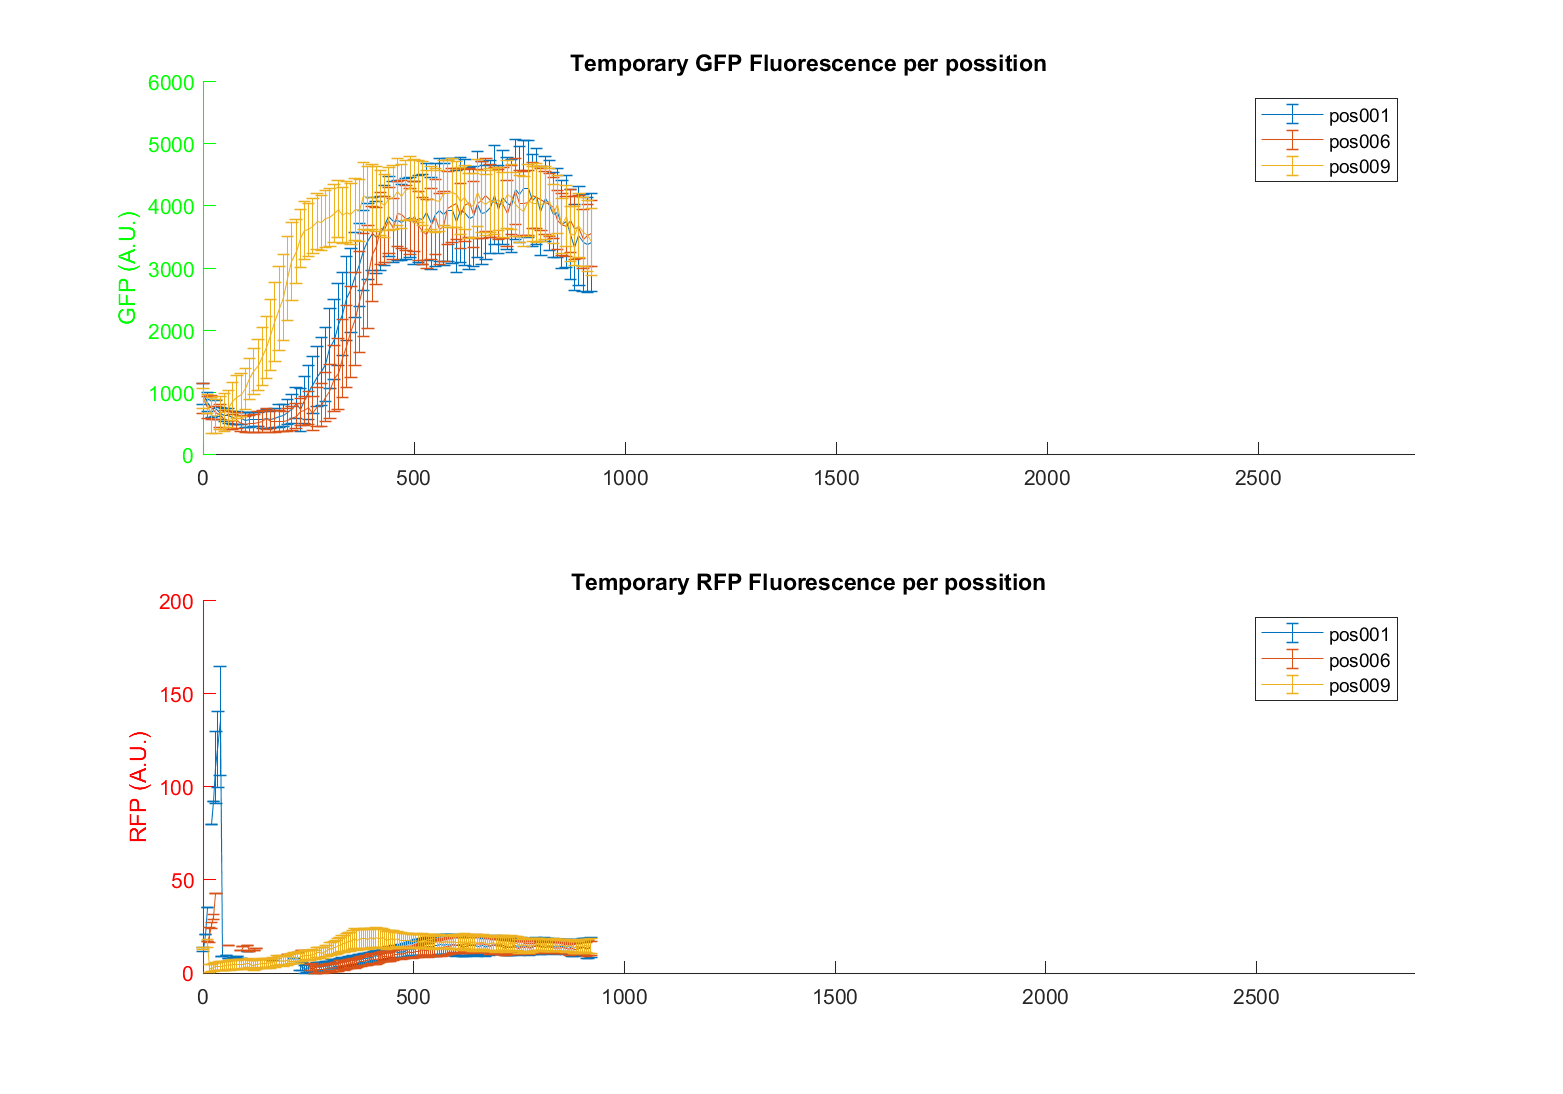 Temporary GFP Fluorescence per possition
6000
5000
4000
3000
2000
1000
0
GFP (A.U.)
0 500 1000 1500 2000 2500
pos001
pos006
pos009
Temporary RFP Fluorescence per possition
200
150
100
50
0
RFP (A.U.)
0 500 1000 1500 2000 2500
pos001
pos006
pos009